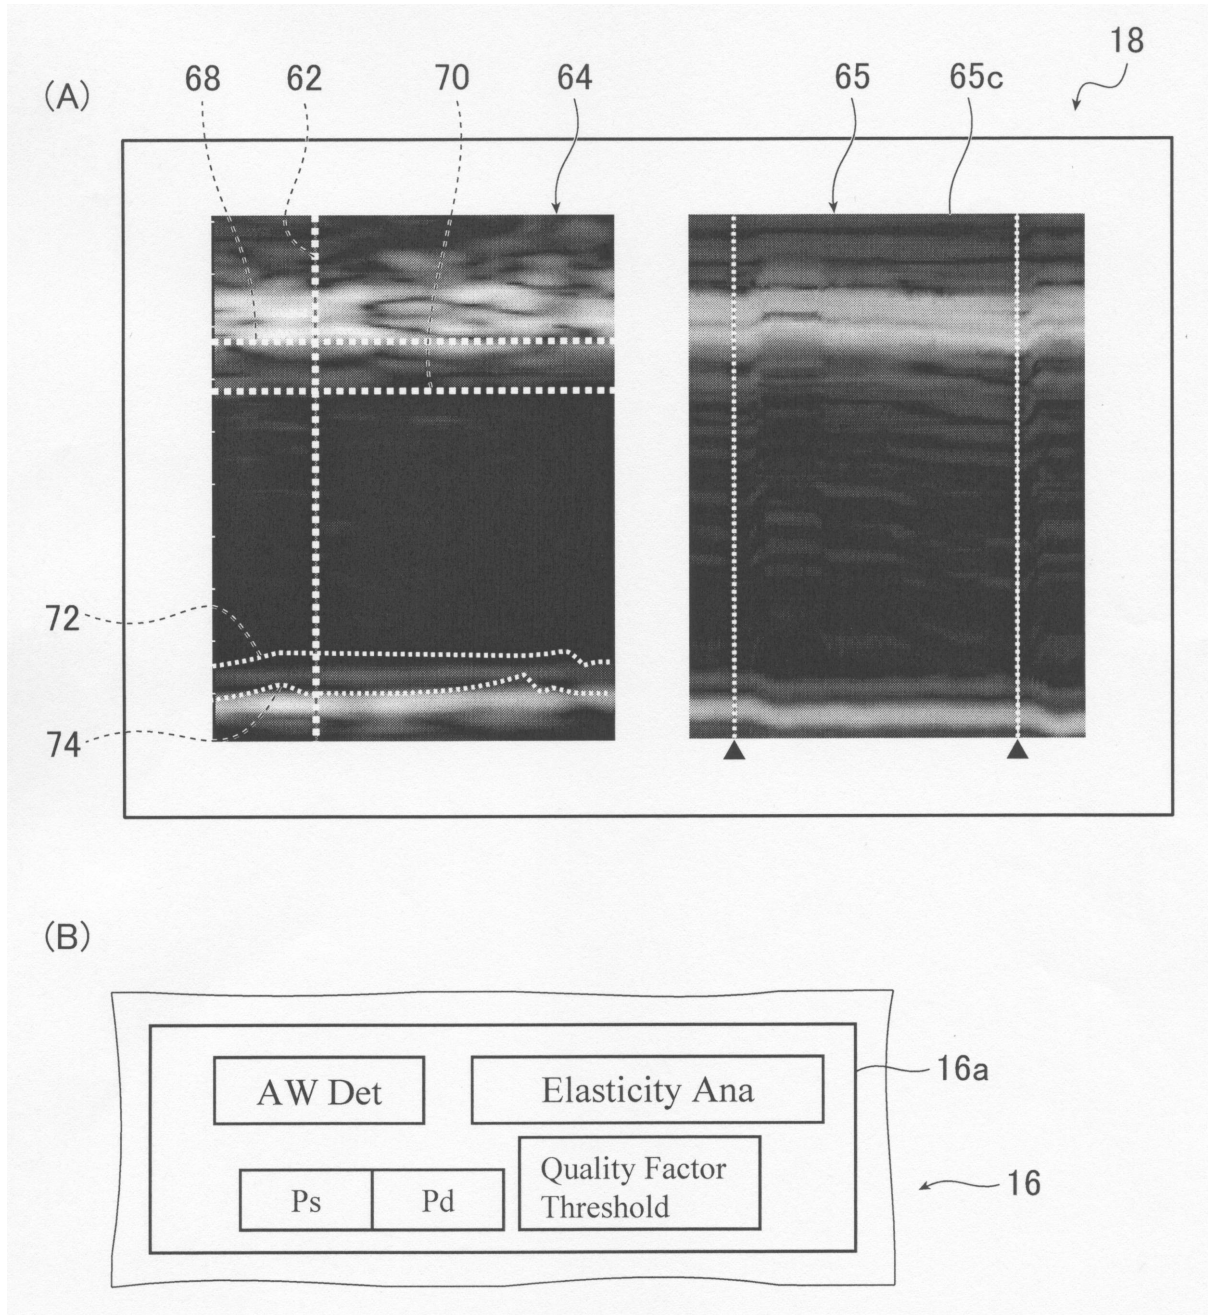 18
(A) 68 62 70 64 65 65c
72
74
(B)
AW Det Elasticity Ana 16a
Ps Pd Quality Factor
Threshold 16